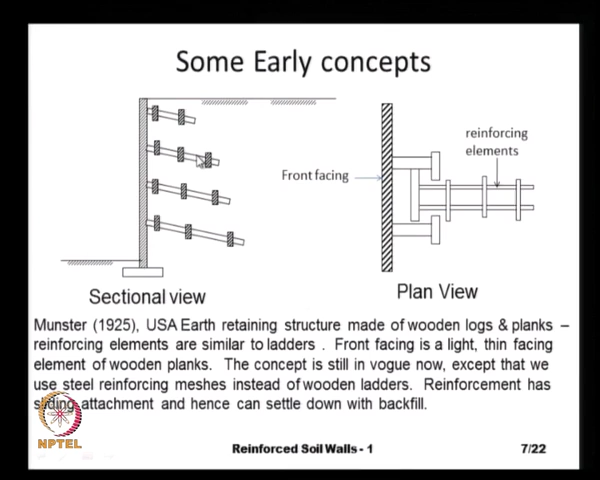 Some Early concepts
reinforcing
elements
Front facing
Sectional view
Plan View
Munster (1925), USA Earth retaining structure made of wooden logs & planks –
reinforcing elements are similar to ladders . Front facing is a light, thin facing
element of wooden planks. The concept is still in vogue now, except that we
use steel reinforcing meshes instead of wooden ladders. Reinforcement has
sliding attachment and hence can settle down with backfill.
NPTEL
Reinforced Soil Walls - 1
7/22